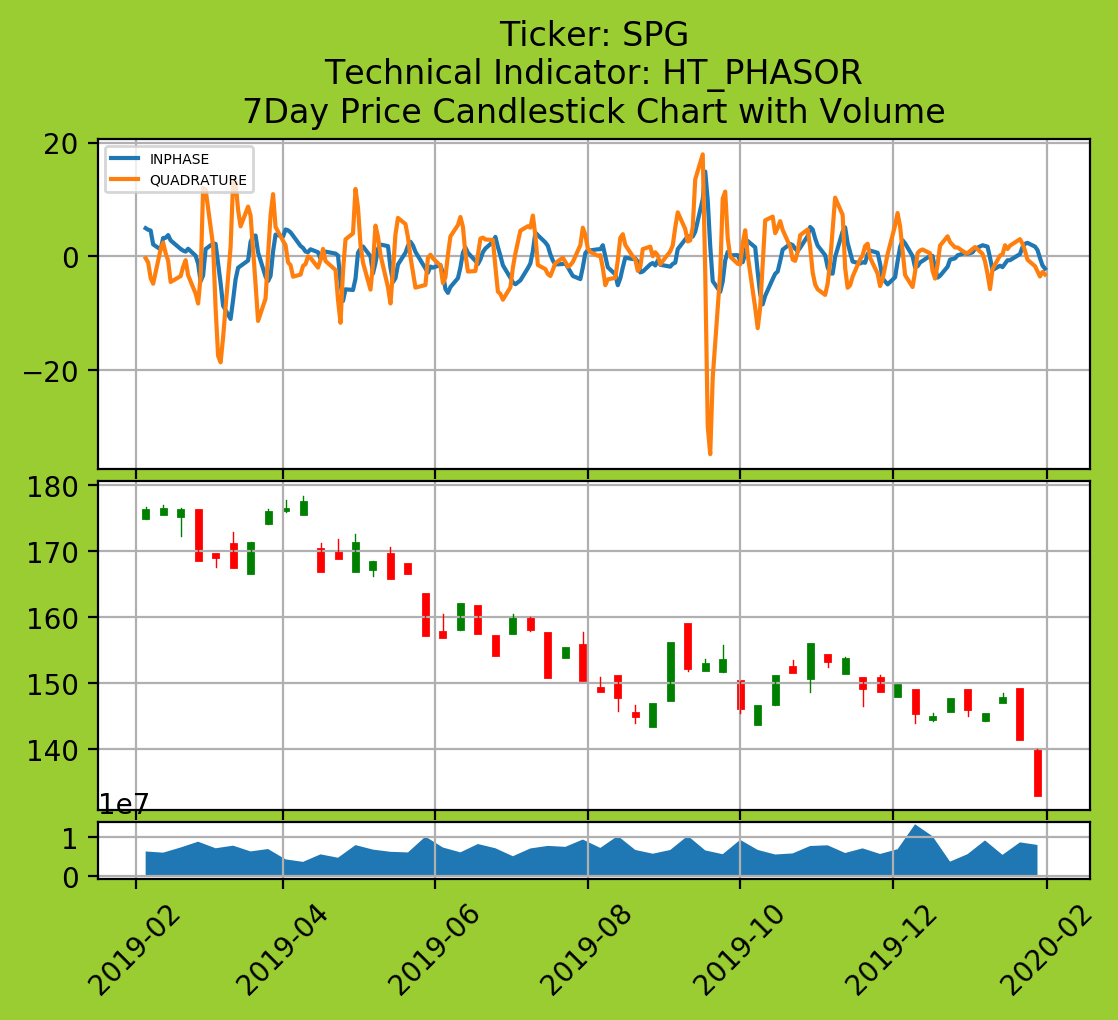 Ticker: SPG
Technical Indicator: HT_PHASOR
7Day Price Candlestick Chart with Volume
20
0
−20
INPHASE
QUADRATURE
180
170
160
150
140
1e7
1
0
2019-02
2019-04
2019-06
2019-08
2019-10
2019-12
2020-02